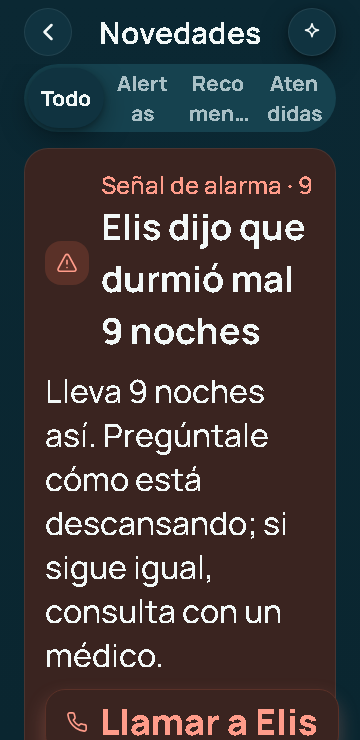 Novedades
Todo
Alert
as
Reco
men...
Aten
didas
Señal de alarma · 9
Elis dijo que
durmió mal
9 noches
Lleva 9 noches
así. Pregúntale
cómo está
descansando; si
sigue igual,
consulta con un
médico.
Llamar a Elis